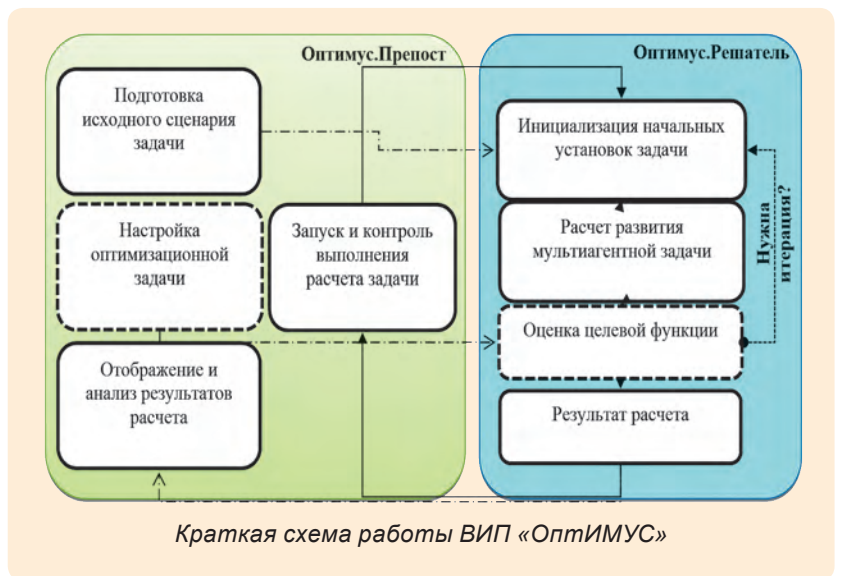 Оптимус.Препост
Подготовка
исходного сценария
задачи
Настройка
оптимизационной
задачи
Отображение и
анализ результатов
расчета
Запуск и контроль
выполнения
расчета задачи
Оптимус.Решатель
Инициализация начальных
установок задачи
Расчет развития
мультиагентной задачи
Оценка целевой функции
Результат расчета
Нужна
итерация?
Краткая схема работы ВИП «ОптИМУС»